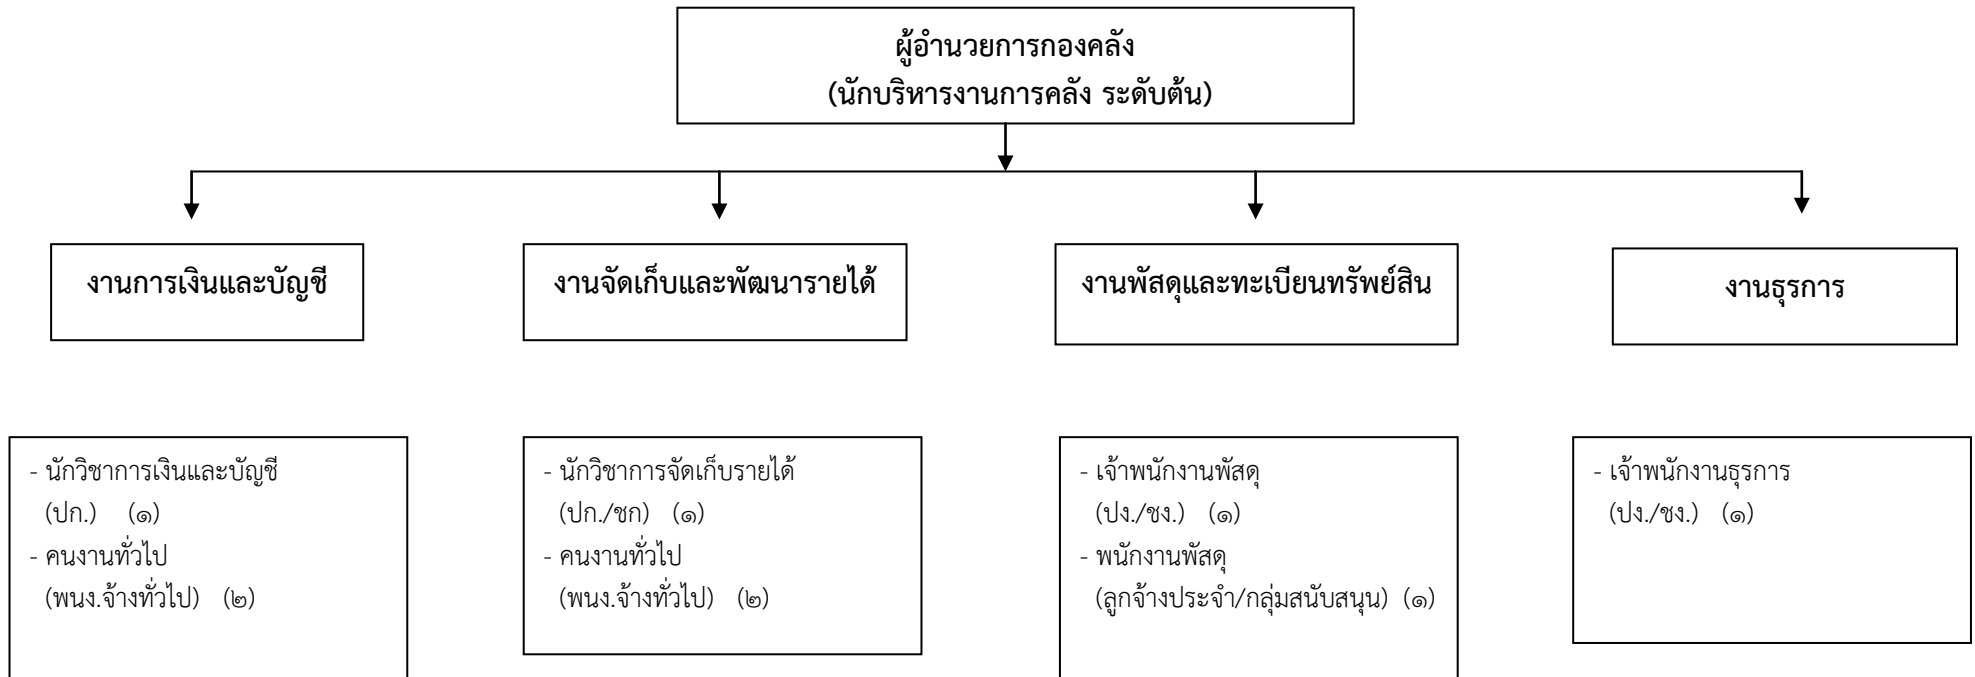 ผู้อำนวยการกองคลัง
(นักบริหารงานการคลัง ระดับต้น)
งานการเงินและบัญชี
งานจัดเก็บและพัฒนารายได้
งานพัสดุและทะเบียนทรัพย์สิน
งานธุรการ
- นักวิชาการเงินและบัญชี
(ปก.) (๑)
- คนงานทั่วไป
(พนง.จ้างทั่วไป) (๒)
- นักวิชาการจัดเก็บรายได้
(ปก./ชก) (๑)
- คนงานทั่วไป
(พนง.จ้างทั่วไป) (๒)
- เจ้าพนักงานพัสดุ
(ปง./ชง.) (๑)
- พนักงานพัสดุ
(ลูกจ้างประจำ/กลุ่มสนับสนุน) (๑)
- เจ้าพนักงานธุรการ
(ปง./ชง.) (๑)